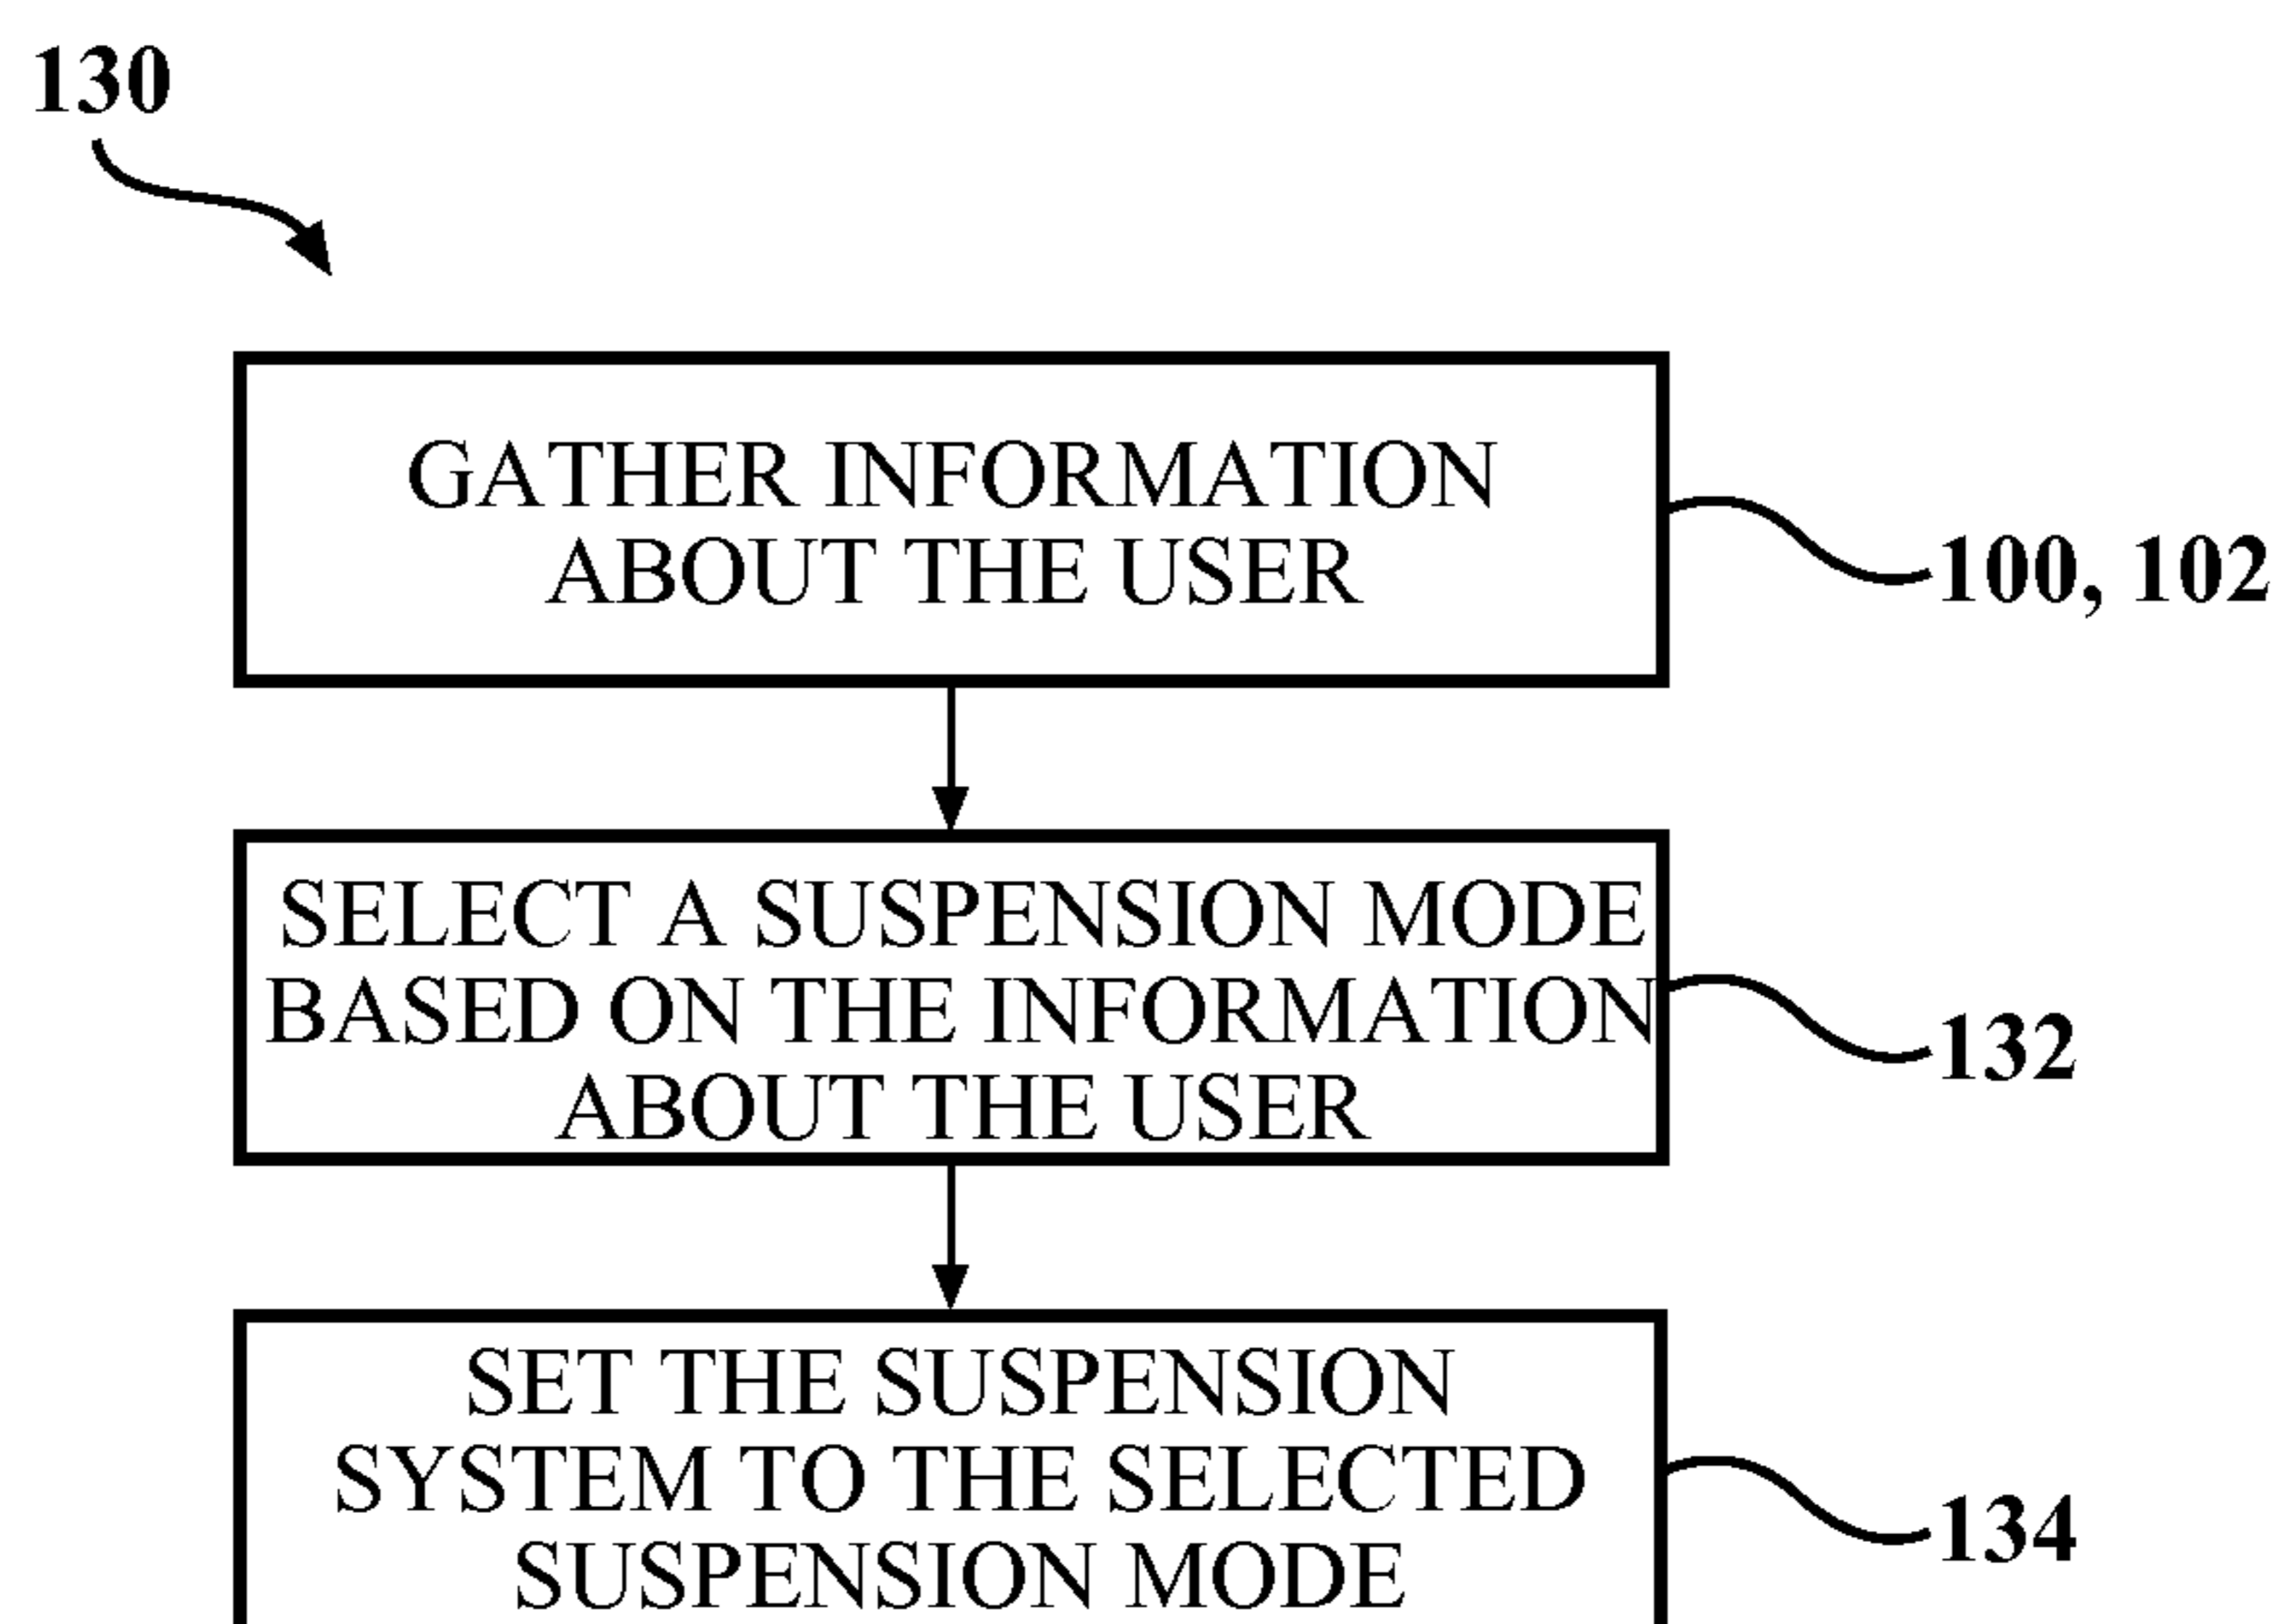 130
GATHER INFORMATION
ABOUT THE USER
100, 102
SELECT A SUSPENSION MODE
BASED ON THE INFORMATION
ABOUT THE USER
132
SET THE SUSPENSION
SYSTEM TO THE SELECTED
SUSPENSION MODE
134